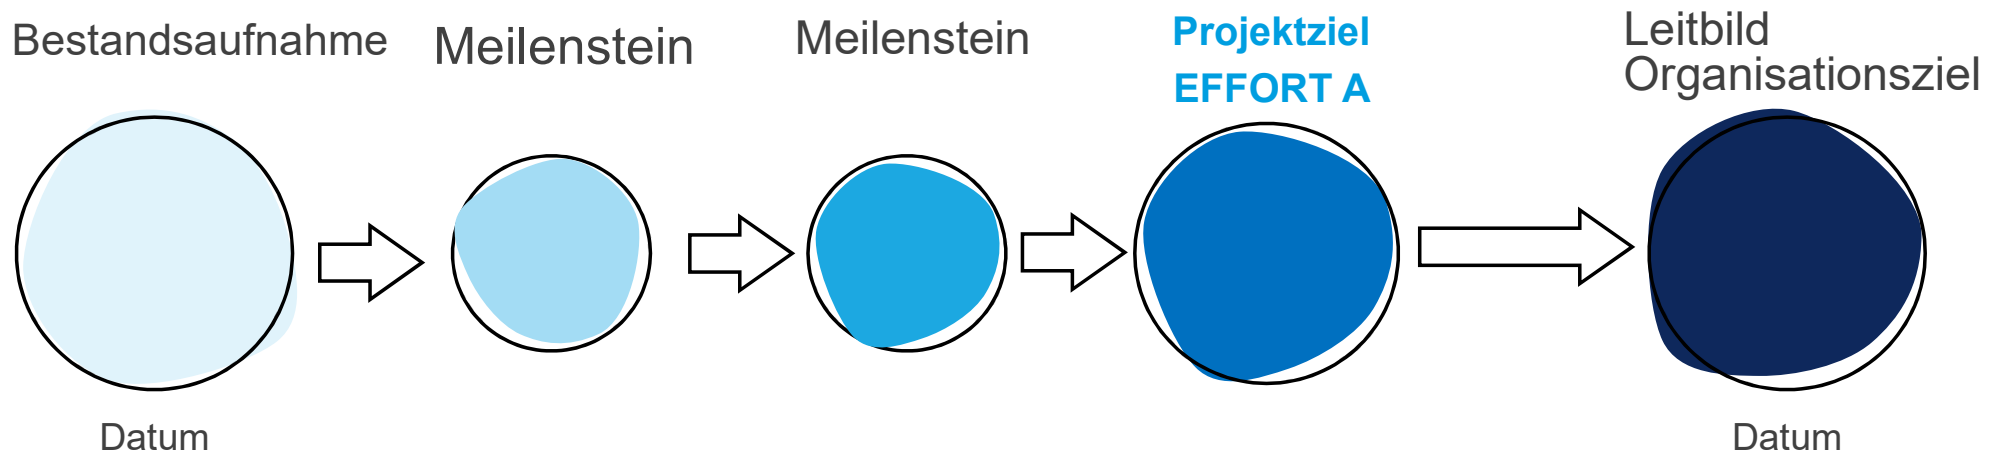 Bestandsaufnahme
Meilenstein
Meilenstein
Projektziel
EFFORT A
Leitbild
Organisationsziel
Datum
Datum